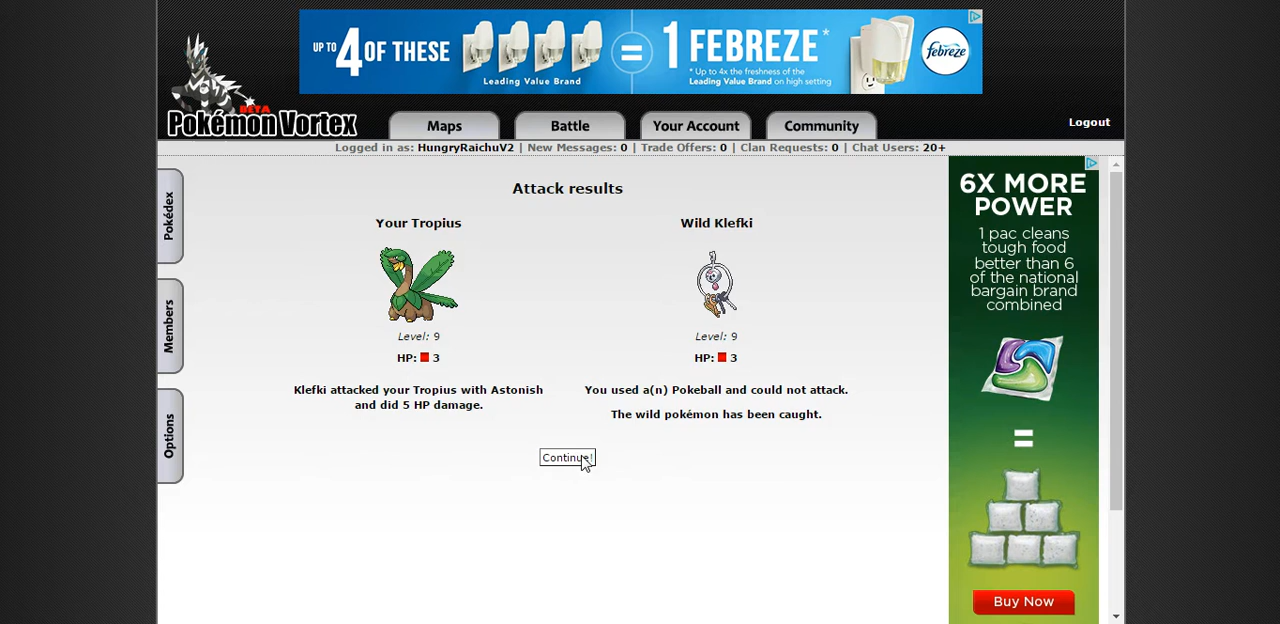 UP TO 4 OF THESE
Leading Value Brand
=
1 FEBREZE*
* Up to 4x the freshness of the
Leading Value Brand on high setting
febreze
BETA
Pokémon Vortex
Maps
Battle
Your Account
Community
Logout
Logged in as: HungryRaichuV2 | New Messages: 0 | Trade Offers: 0 | Clan Requests: 0 | Chat Users: 20+
Pokédex
Members
Options
Attack results
Your Tropius
Level: 9
HP: 3
Klefki attacked your Tropius with Astonish
and did 5 HP damage.
Wild Klefki
Level: 9
HP: 3
You used a(n) Pokeball and could not attack.
The wild pokémon has been caught.
Continue!
6X MORE
POWER
1 pac cleans
tough food
better than 6
of the national
bargain brand
combined
=
Buy Now